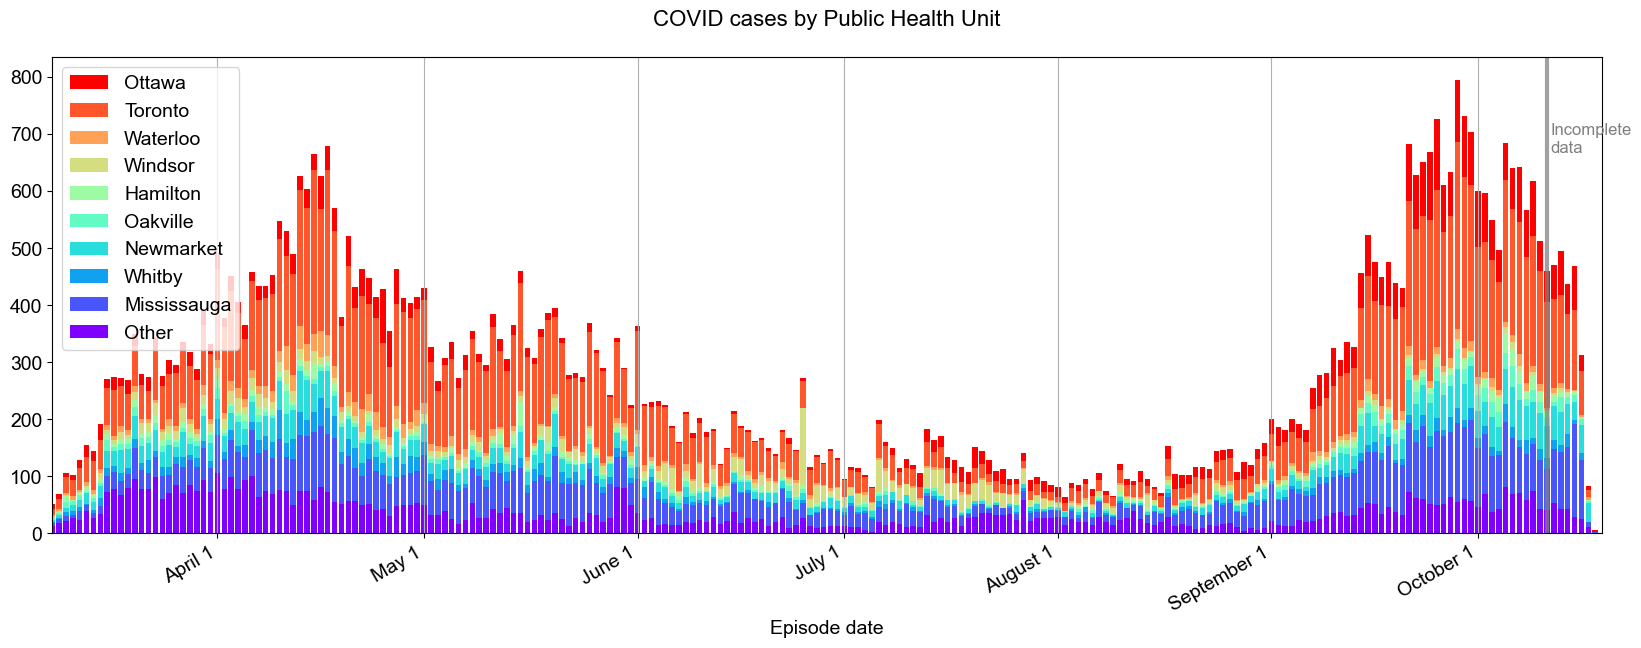 COVID cases by Public Health Unit
800
700
600
500
400
300
200
100
0
Ottawa
Toronto
Waterloo
Windsor
Hamilton
Oakville
Newmarket
Whitby
Mississauga
Other
Incomplete
data
April 1
May 1
June 1
July 1
August 1
September 1
October 1
Episode date